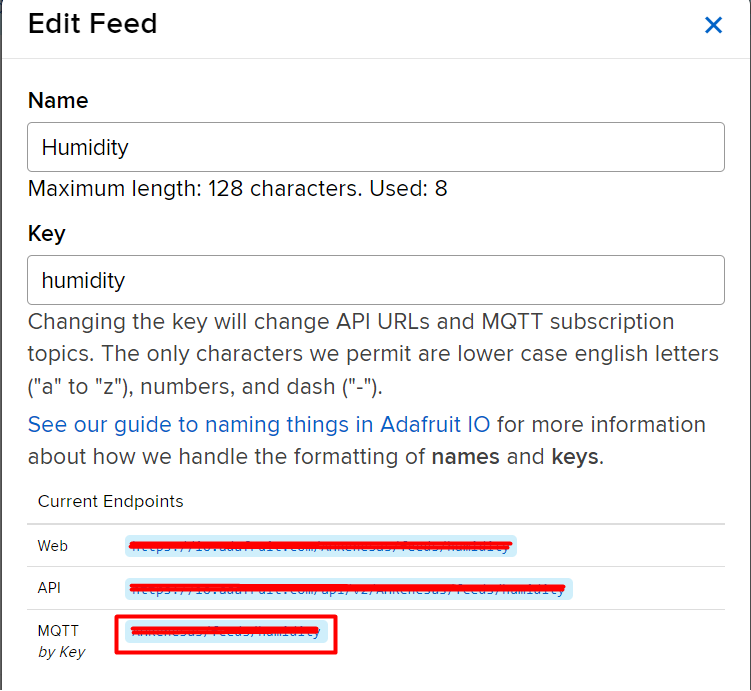 Edit Feed
Name
Humidity
Maximum length: 128 characters. Used: 8
Key
humidity
Changing the key will change API URLs and MQTT subscription
topics. The only characters we permit are lower case english letters
("a" to "z"), numbers, and dash ("-").
See our guide to naming things in Adafruit IO for more information
about how we handle the formatting of names and keys.
Current Endpoints
Web
API
MQTT
by Key